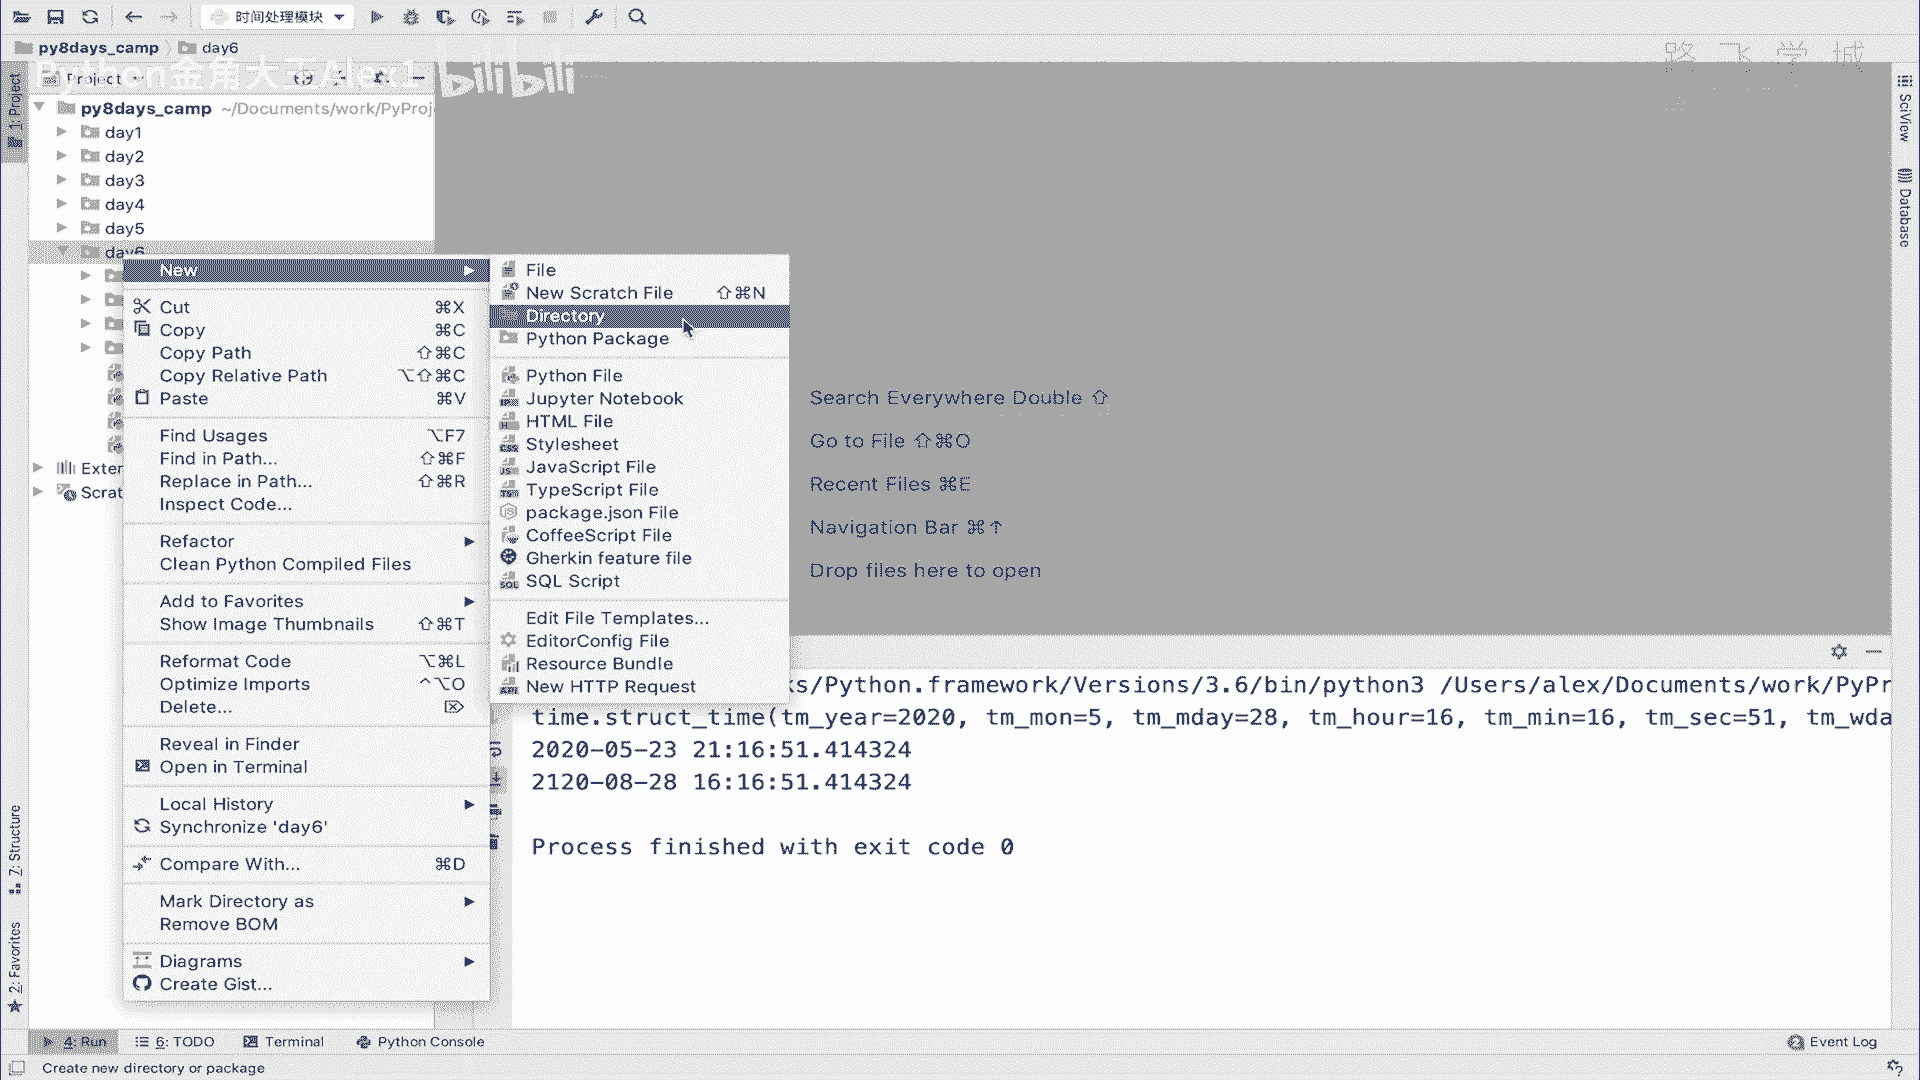 时间处理模块
py8days_camp
day6
路飞学城
Python金角大王Alex1 bilibili
Project
py8days_camp ~/Documents/work/PyProj
day1
day2
day3
day4
day5
day6
Exter
Scrat
New
Cut ⌘X
Copy ⌘C
Copy Path ⇧⌘C
Copy Relative Path ⌥⇧⌘C
Paste ⌘V
Find Usages ⌥F7
Find in Path... ⇧⌘F
Replace in Path... ⇧⌘R
Inspect Code...
Refactor
Clean Python Compiled Files
Add to Favorites
Show Image Thumbnails ⇧⌘T
Reformat Code ⌥⌘L
Optimize Imports ^⌥O
Delete... ⌦
Reveal in Finder
Open in Terminal
Local History
Synchronize 'day6'
Compare With... ⌘D
Mark Directory as
Remove BOM
Diagrams
Create Gist...
File
New Scratch File ⇧⌘N
Directory
Python Package
Python File
Jupyter Notebook
HTML File
Stylesheet
JavaScript File
TypeScript File
package.json File
CoffeeScript File
Gherkin feature file
SQL Script
Edit File Templates...
EditorConfig File
Resource Bundle
New HTTP Request
Search Everywhere Double ⇧
Go to File ⇧⌘O
Recent Files ⌘E
Navigation Bar ⌘↑
Drop files here to open
ks/Python.framework/Versions/3.6/bin/python3 /Users/alex/Documents/work/PyPr
time.struct_time(tm_year=2020, tm_mon=5, tm_mday=28, tm_hour=16, tm_min=16, tm_sec=51, tm_wda
2020-05-23 21:16:51.414324
2120-08-28 16:16:51.414324
Process finished with exit code 0
1: Project
7: Structure
2: Favorites
SciView
Database
4: Run
6: TODO
Terminal
Python Console
2 Event Log
Create new directory or package